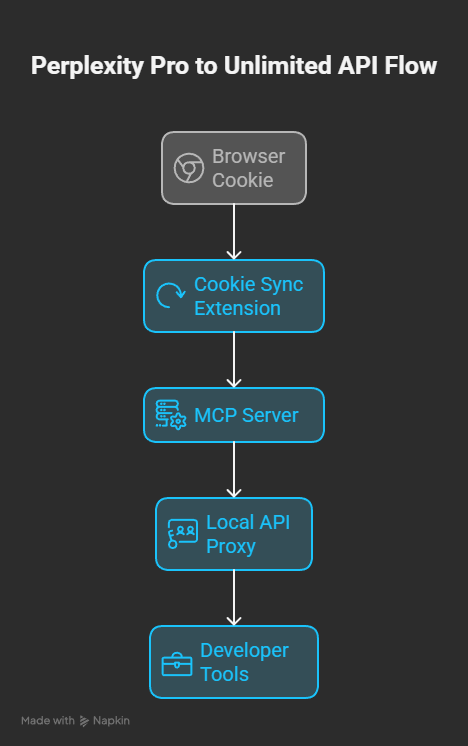 Perplexity Pro to Unlimited API Flow
Browser
Cookie
Cookie Sync
Extension
MCP Server
Local API
Proxy
Developer
Tools
Made with Napkin